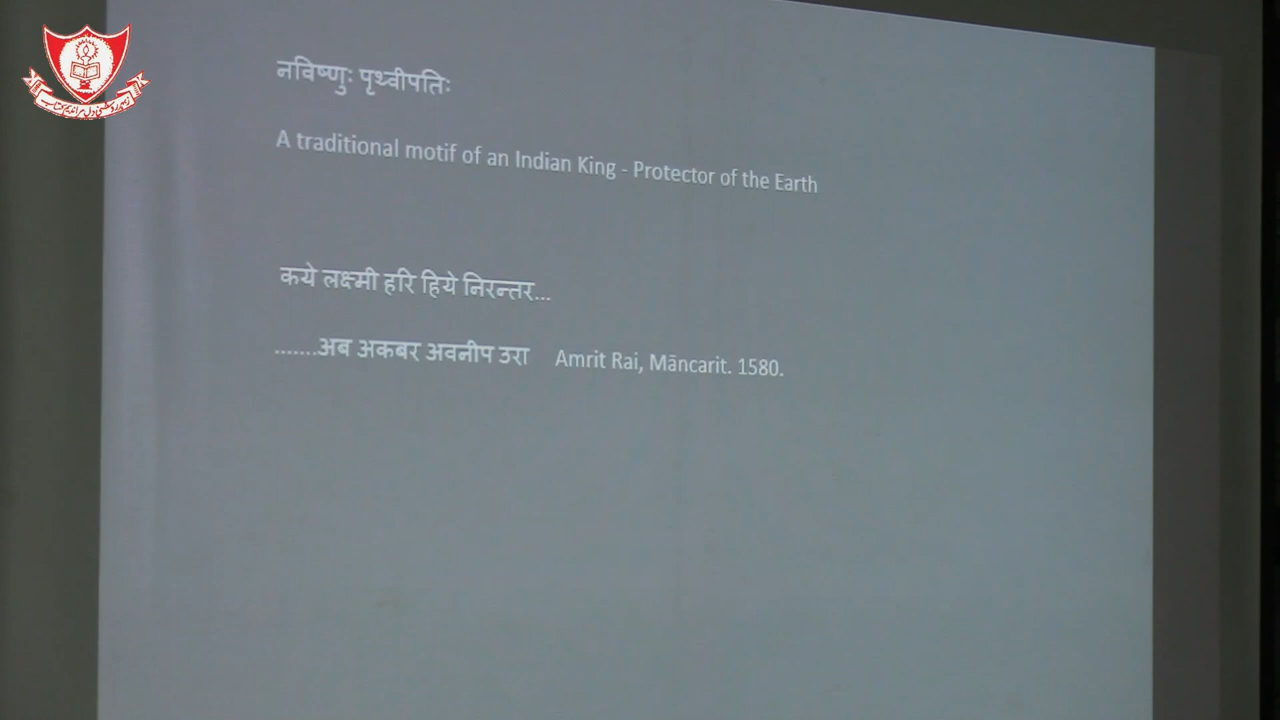 नविष्णुः पृथ्वीपतिः
A traditional motif of an Indian King - Protector of the Earth
कये लक्ष्मी हरि हिये निरन्तर...
.......अब अकबर अवनीप उरा Amrit Rai, Māncarit. 1580.